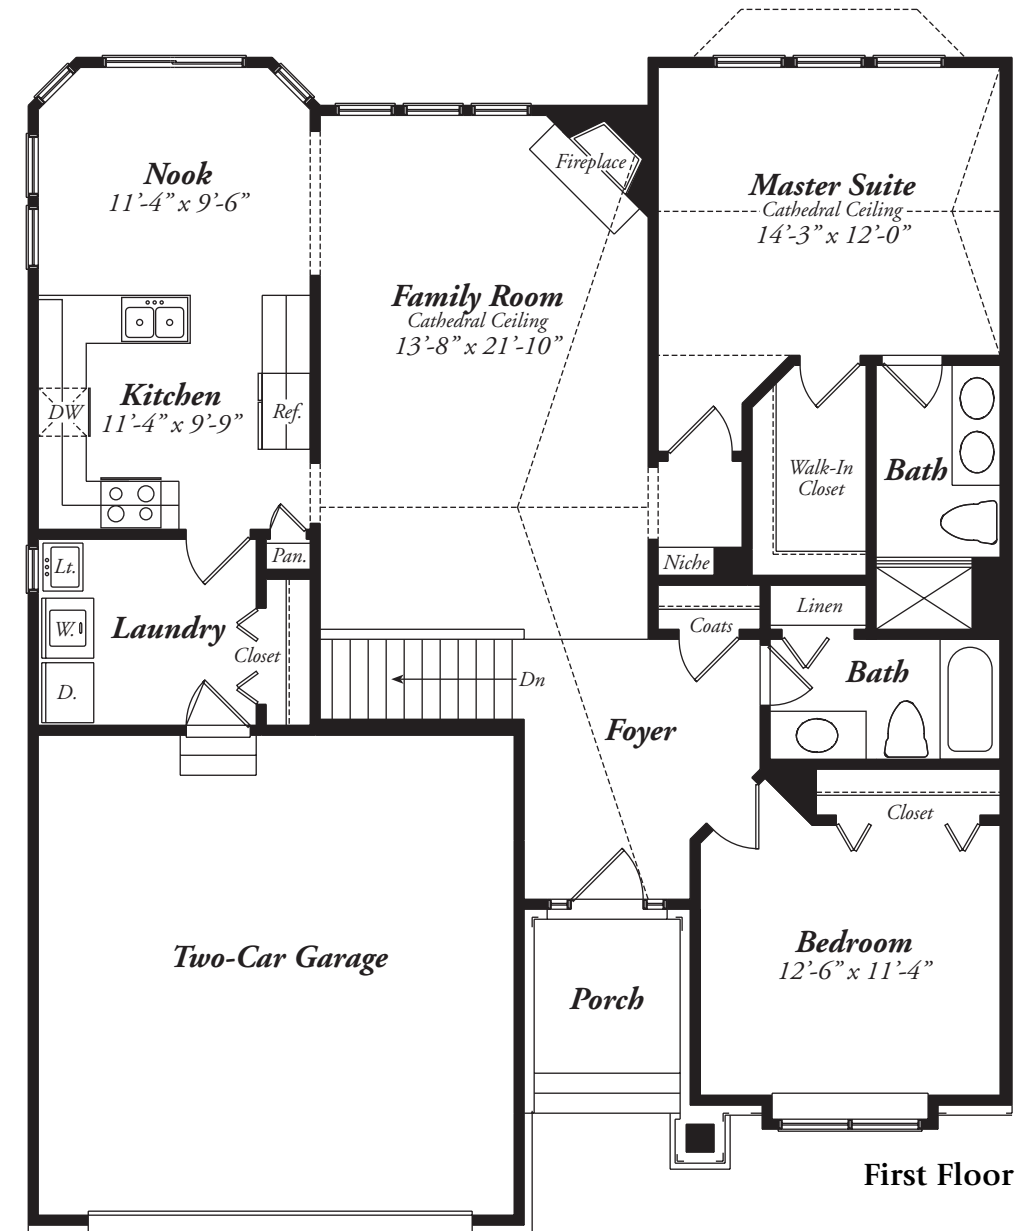 Nook
11’-4” x 9’-6”
Fireplace
Master Suite
Cathedral Ceiling
14’-3” x 12’-0”
Family Room
Cathedral Ceiling
13’-8” x 21’-10”
Kitchen
11’-4” x 9’-9”
DW
Ref.
Walk-In
Closet
Bath
Pan.
Niche
Lt.
W.
D.
Laundry
Closet
Coats
Linen
Bath
Dn
Foyer
Closet
Two-Car Garage
Porch
Bedroom
12’-6” x 11’-4”
First Floor